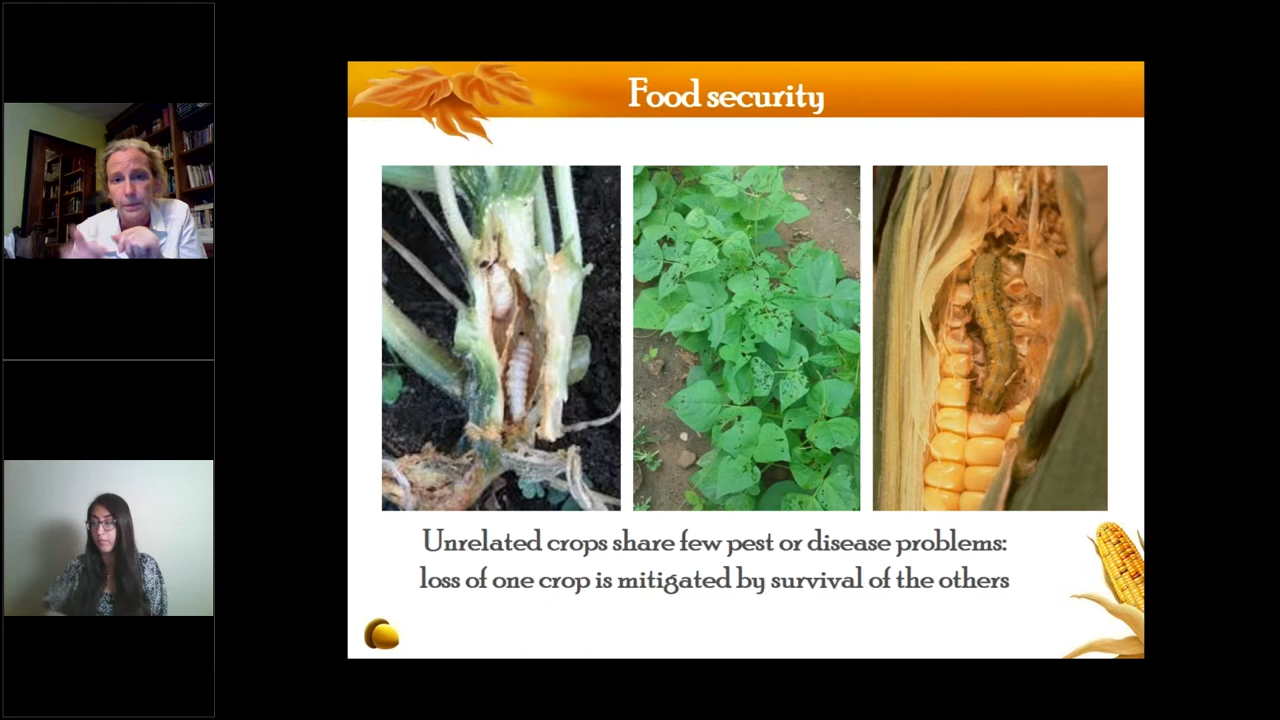 Food security
Unrelated crops share few pest or disease problems:
loss of one crop is mitigated by survival of the others